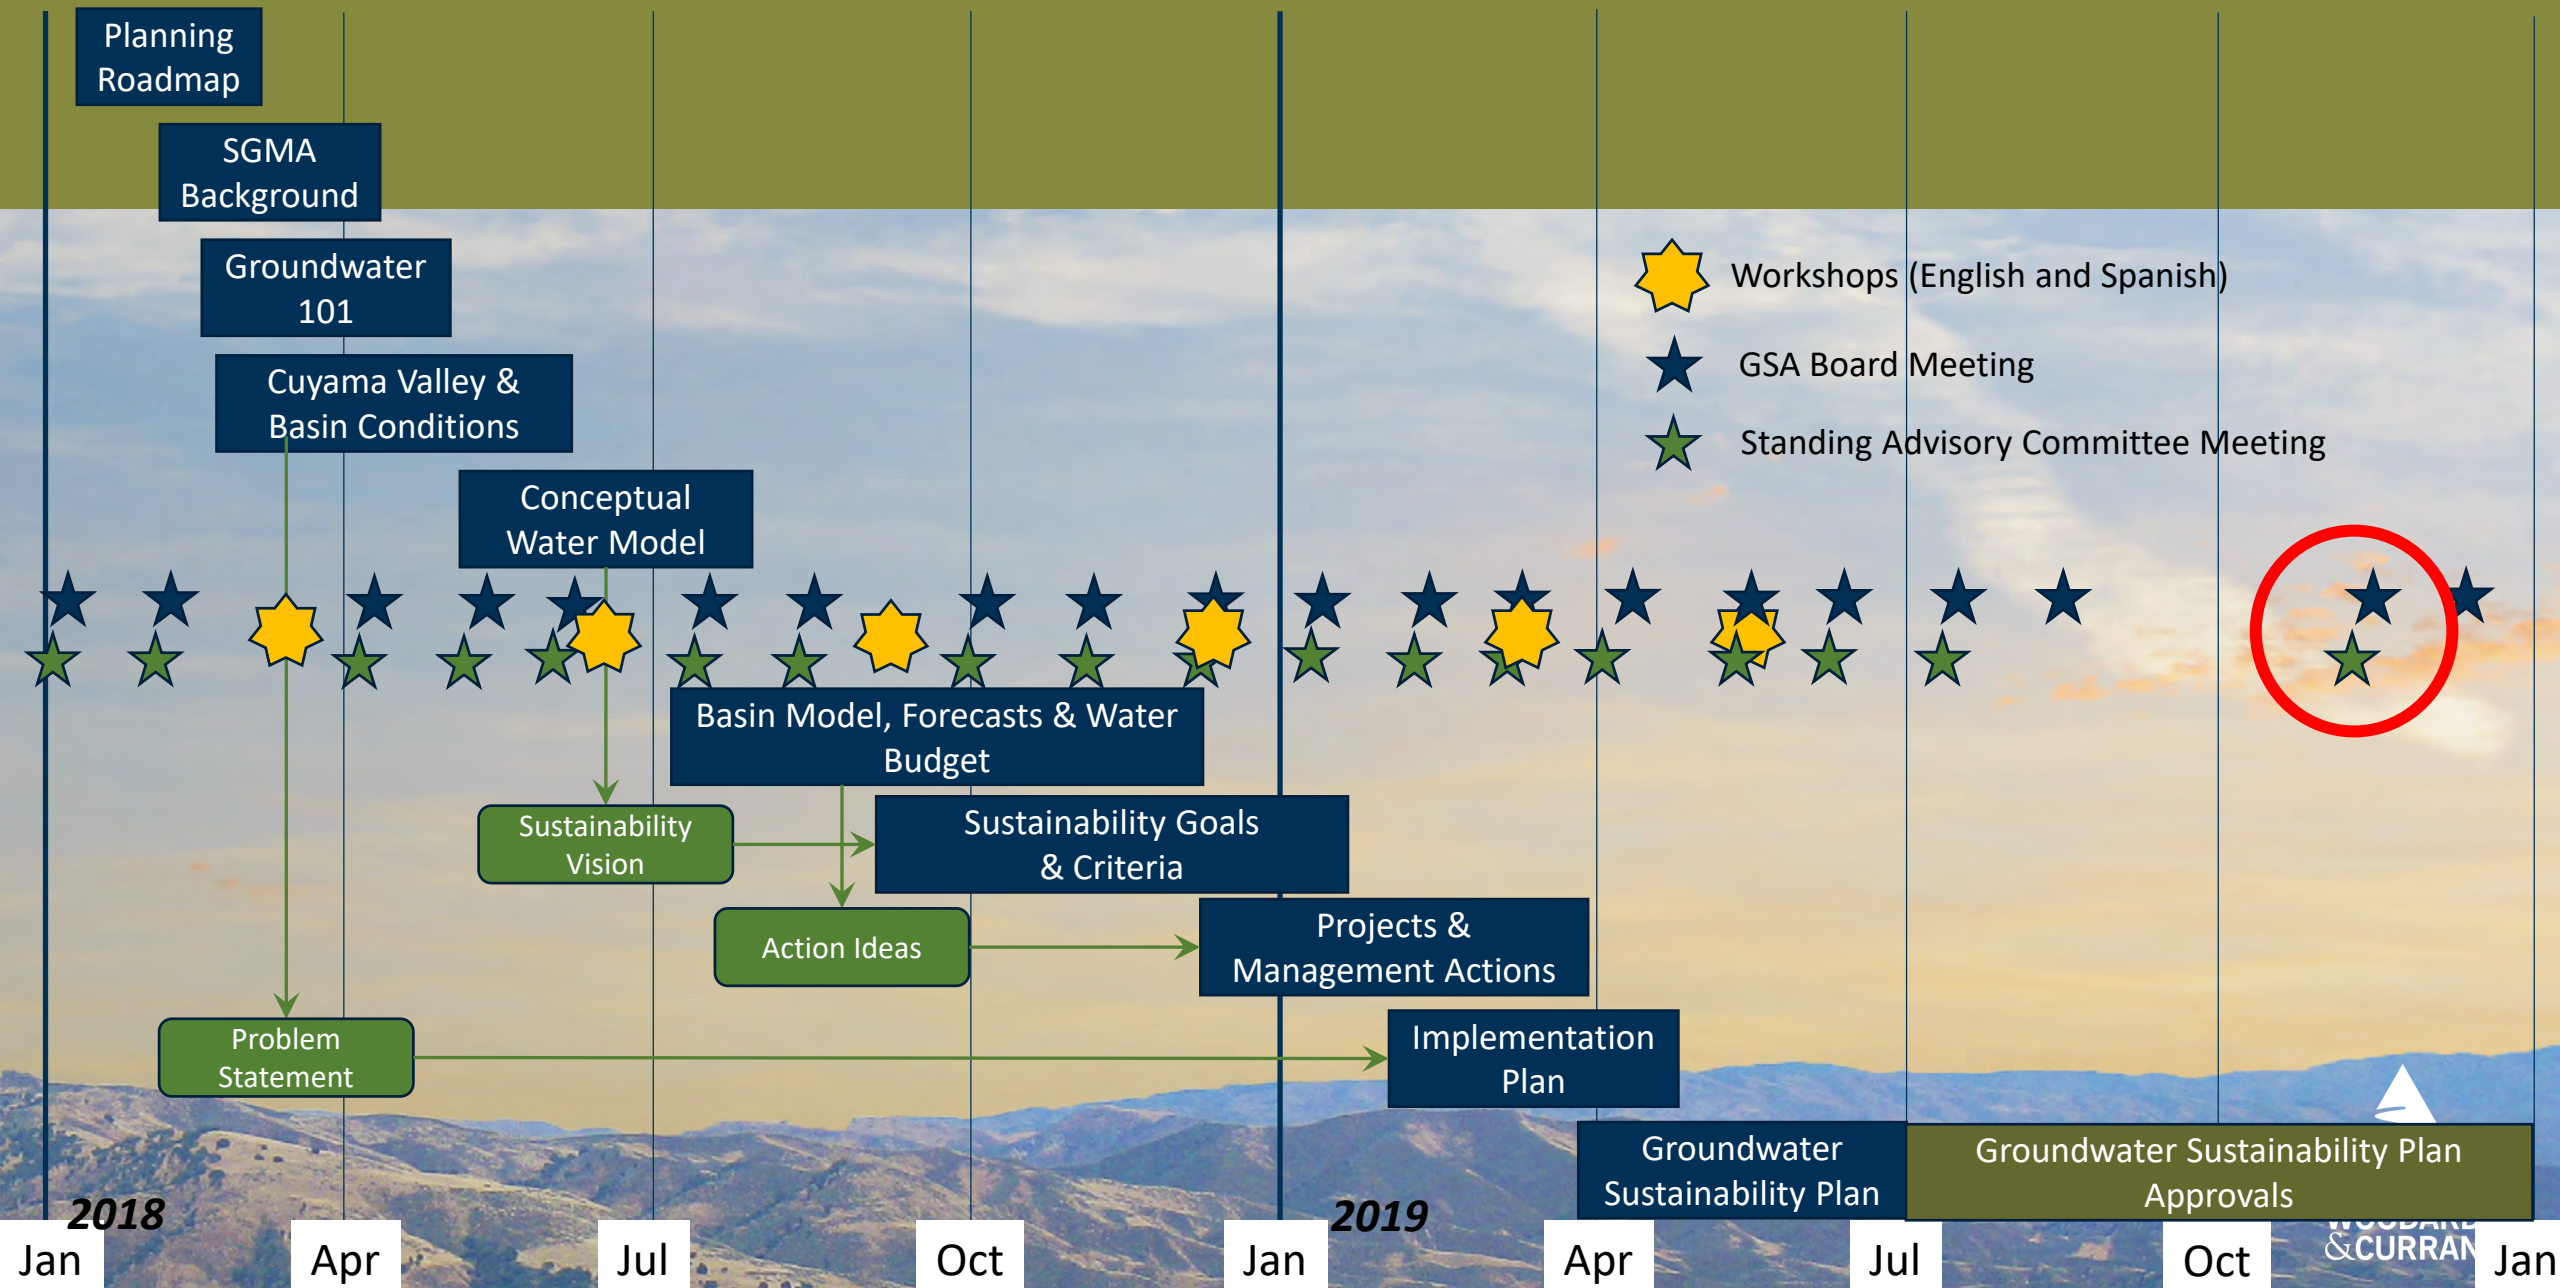 Planning
Roadmap
SGMA
Background
Groundwater
101
Cuyama Valley &
Basin Conditions
Conceptual
Water Model
Workshops (English and Spanish)
GSA Board Meeting
Standing Advisory Committee Meeting
Basin Model, Forecasts & Water
Budget
Sustainability
Vision
Sustainability Goals
& Criteria
Action Ideas
Projects &
Management Actions
Problem
Statement
Implementation
Plan
Groundwater
Sustainability Plan
Groundwater Sustainability Plan
Approvals
2018
2019
WOODARD
&CURRAN
Jan
Apr
Jul
Oct
Jan
Apr
Jul
Oct
Jan